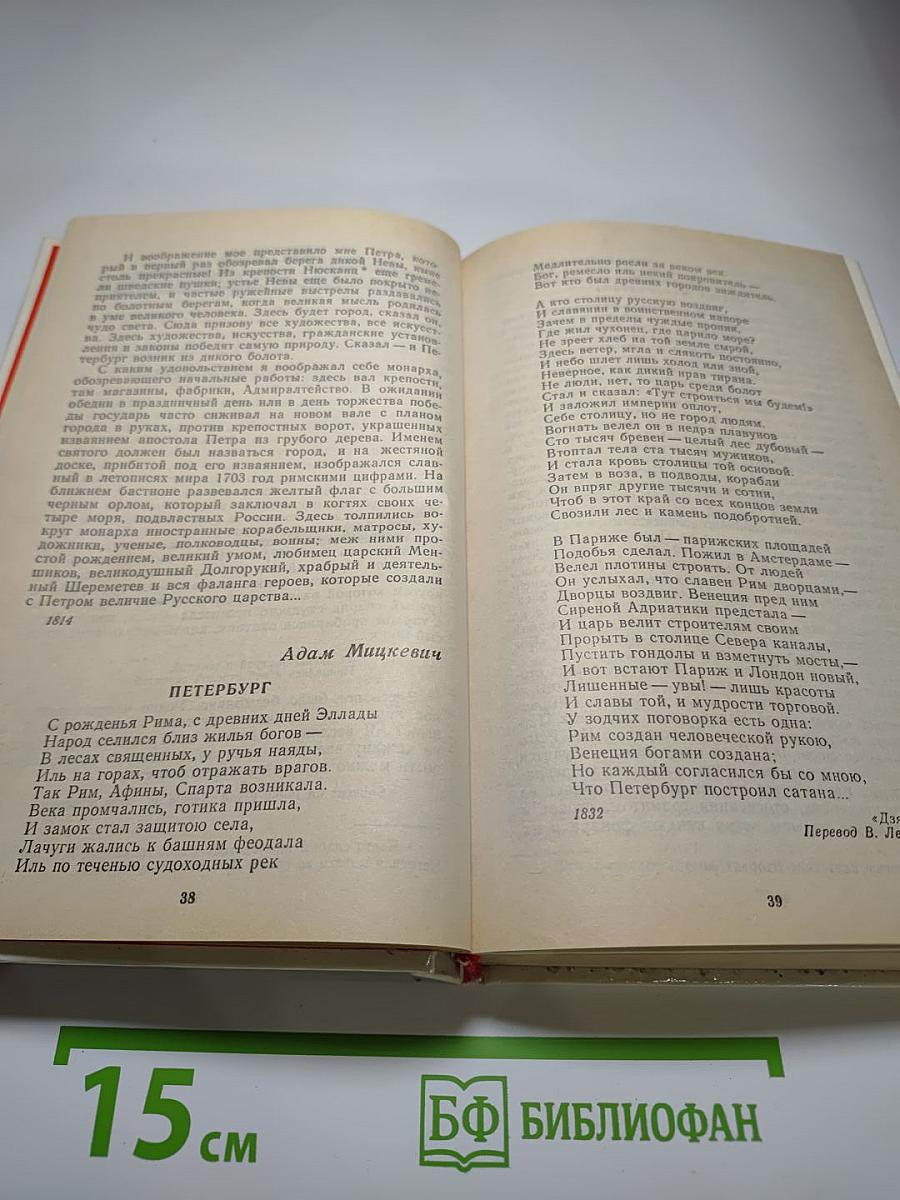 И воображение мое представило мне Петра, кото-
рый в первый раз обозревал берега дикой Невы, ныне
столь прекрасные! Из крепости Нюсканц* еще греме-
ли шведские пушки; устье Невы еще было покрыто не-
приятелем, и частые ружейные выстрелы раздавались
по болотным берегам, когда великая мысль родилась
в уме великого человека. Здесь будет город, сказал он,
чудо света. Сюда призову все художества, все искусст-
ва. Здесь художества, искусства, гражданские установ-
ления и законы победят самую природу. Сказал — и Пе-
тербург возник из дикого болота.
С каким удовольствием я воображал себе монарха,
обозревающего начальные работы: здесь вал крепости,
там магазины, фабрики, Адмиралтейство. В ожидании
обедни в праздничный день или в день торжества побе-
ды государь часто сиживал на новом вале с планом
города в руках, против крепостных ворот, украшенных
изваянием апостола Петра из грубого дерева. Именем
святого должен был назваться город, и на жестяной
доске, прибитой под его изваянием, изображался слав-
ный в летописях мира 1703 год римскими цифрами. На
ближнем бастионе развевался желтый флаг с большим
черным орлом, который заключал в когтях своих че-
тыре моря, подвластных России. Здесь толпились во-
круг монарха иностранные корабельщики, матросы, ху-
дожники, ученые, полководцы, воины; меж ними про-
стой рождением, великий умом, любимец царский Мен-
шиков, великодушный Долгорукий, храбрый и деятель-
ный Шереметев и вся фаланга героев, которые создали
с Петром величие Русского царства...
1814
Адам Мицкевич
ПЕТЕРБУРГ
С рожденья Рима, с древних дней Эллады
Народ селился близ жилья богов —
В лесах священных, у ручья наяды,
Иль на горах, чтоб отражать врагов.
Так Рим, Афины, Спарта возникала.
Века промчались, готика пришла,
И замок стал защитою села,
Лачуги жались к башням феодала
Иль по теченью судоходных рек
38
Медлительно росли за веком век.
Бог, ремесло иль некий покровитель —
Вот кто был древних городов зиждитель.
А кто столицу русскую воздвиг,
И славянин в воинственном напоре
Зачем в пределы чуждые проник,
Где жил чухонец, где царило море?
Не зреет хлеб на той земле сырой,
Здесь ветер, мгла и слякоть постоянно,
И небо шлет лишь холод или зной,
Неверное, как дикий нрав тирана.
Не люди, нет, то царь среди болот
Стал и сказал: «Тут строиться мы будем!»
И заложил империи оплот,
Себе столицу, но не город людям.
Вогнать велел он в недра плавунов
Сто тысяч бревен — целый лес дубовый —
Втоптал тела ста тысяч мужиков,
И стала кровь столицы той основой.
Затем в воза, в подводы, корабли
Он впряг другие тысячи и сотни,
Чтоб в этот край со всех концов земли
Свозили лес и камень подобротней.
В Париже был — парижских площадей
Подобья сделал. Пожил в Амстердаме —
Велел плотины строить. От людей
Он услыхал, что славен Рим дворцами,—
Дворцы воздвиг. Венеция пред ним
Сиреной Адриатики предстала —
И царь велит строителям своим
Прорыть в столице Севера каналы,
Пустить гондолы и взметнуть мосты,—
И вот встают Париж и Лондон новый,
Лишенные — увы! — лишь красоты
И славы той, и мудрости торговой.
У зодчих поговорка есть одна:
Рим создан человеческой рукою,
Венеция богами создана;
Но каждый согласился бы со мною,
Что Петербург построил сатана...
1832
«Дзя
Перевод В. Ле
39
15 см
БФ БИБЛИОФАН